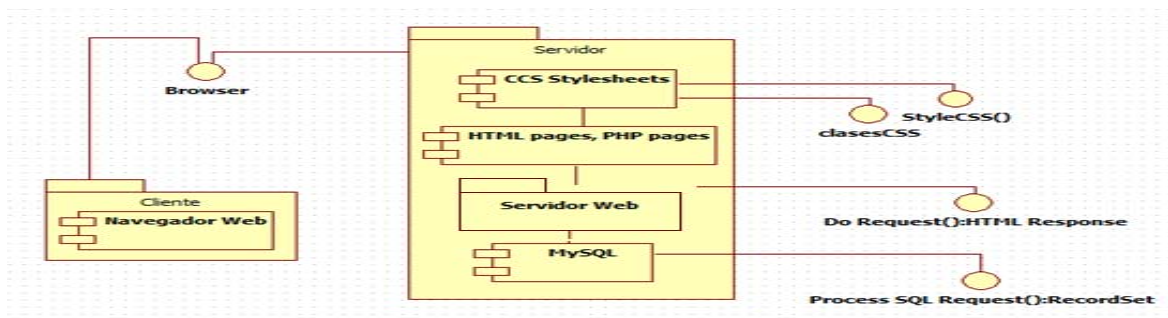 Servidor
CCS Stylesheets
Browser
StyleCSS()
clasesCSS
HTML pages, PHP pages
Cliente
Navegador Web
Servidor Web
Do Request():HTML Response
MySQL
Process SQL Request():RecordSet